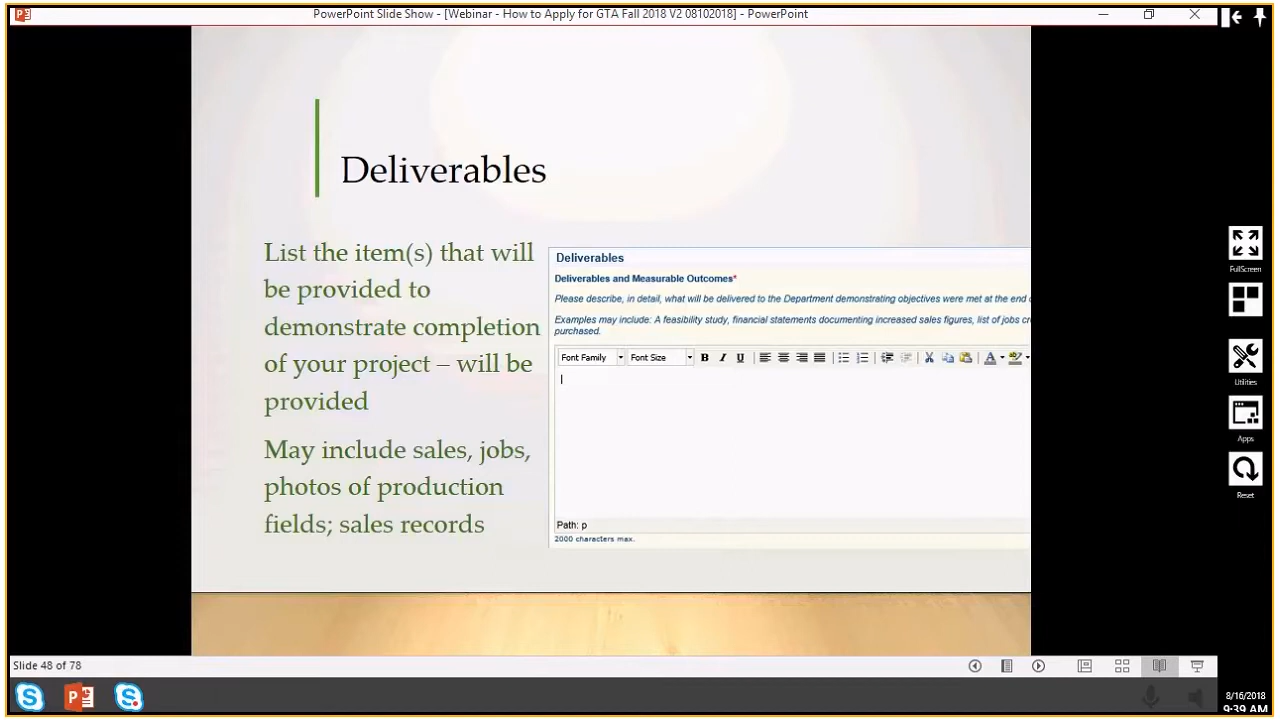 PowerPoint Slide Show - [Webinar - How to Apply for GTA Fall 2018 V2 08102018] - PowerPoint
Deliverables
List the item(s) that will
be provided to
demonstrate completion
of your project – will be
provided
May include sales, jobs,
photos of production
fields; sales records
Deliverables
Deliverables and Measurable Outcomes*
Please describe, in detail, what will be delivered to the Department demonstrating objectives were met at the end
Examples may include: A feasibility study, financial statements documenting increased sales figures, list of jobs
purchased.
Font Family Font Size B I U A
Path: p
2000 characters max.
FullScreen
Utilities
Apps
Reset
Slide 48 of 78
8/16/2018
9:39 AM